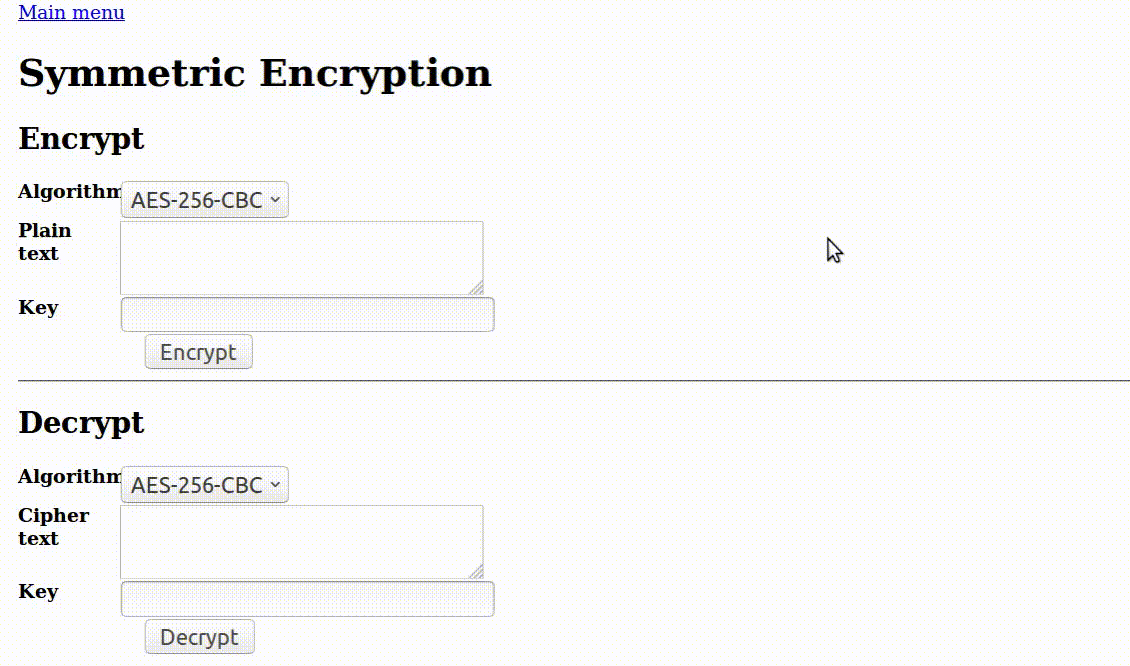 Main menu
Symmetric Encryption
Encrypt
Algorithm AES-256-CBC
Plain
text
Key
Encrypt
Decrypt
Algorithm AES-256-CBC
Cipher
text
Key
Decrypt